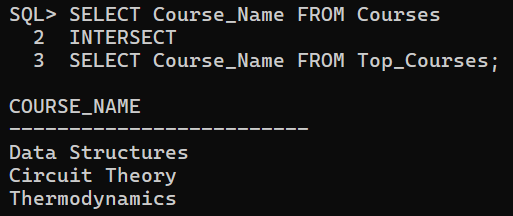 SQL> SELECT Course_Name FROM Courses
  2  INTERSECT
  3  SELECT Course_Name FROM Top_Courses;

COURSE_NAME
-------------------------
Data Structures
Circuit Theory
Thermodynamics